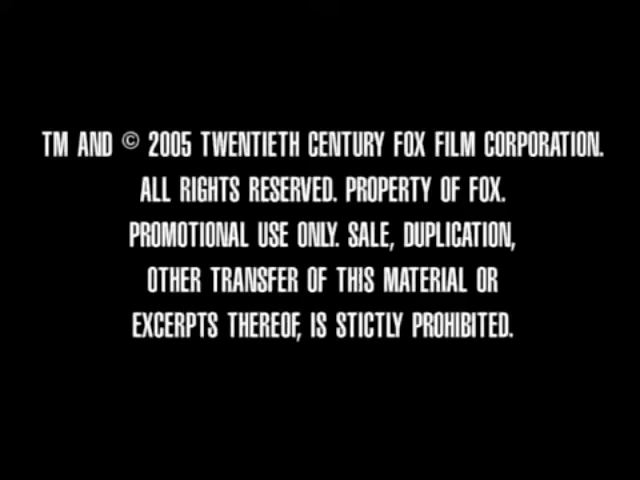 TM AND © 2005 TWENTIETH CENTURY FOX FILM CORPORATION.
ALL RIGHTS RESERVED. PROPERTY OF FOX.
PROMOTIONAL USE ONLY. SALE, DUPLICATION,
OTHER TRANSFER OF THIS MATERIAL OR
EXCERPTS THEREOF, IS STICTLY PROHIBITED.